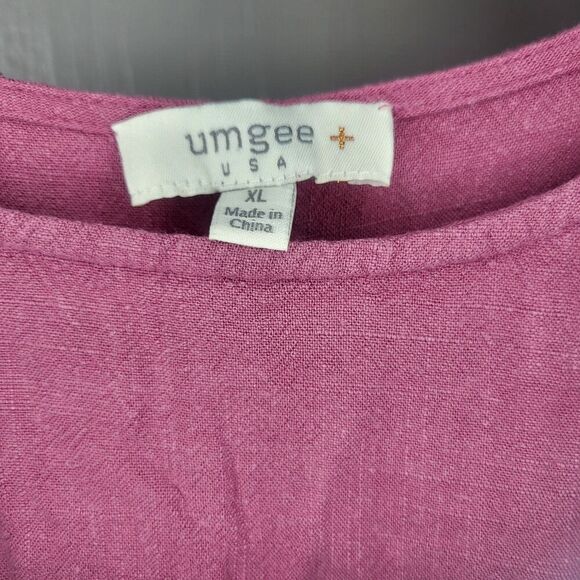 umgee +
USA
XL
Made in
China